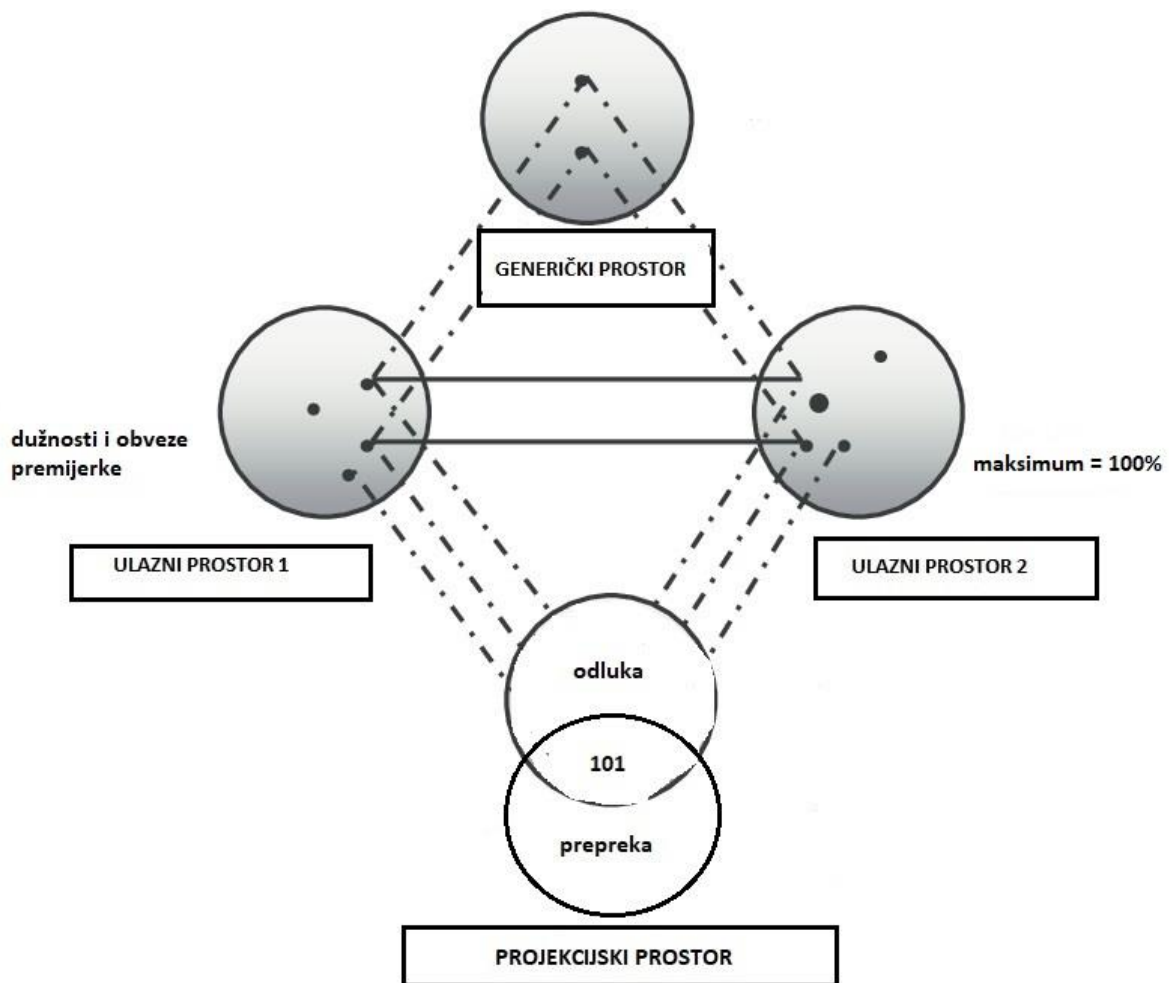 GENERIČKI PROSTOR
dužnosti i obveze
premijerke
maksimum = 100%
ULAZNI PROSTOR 1
ULAZNI PROSTOR 2
odluka
101
prepreka
PROJEKCIJSKI PROSTOR